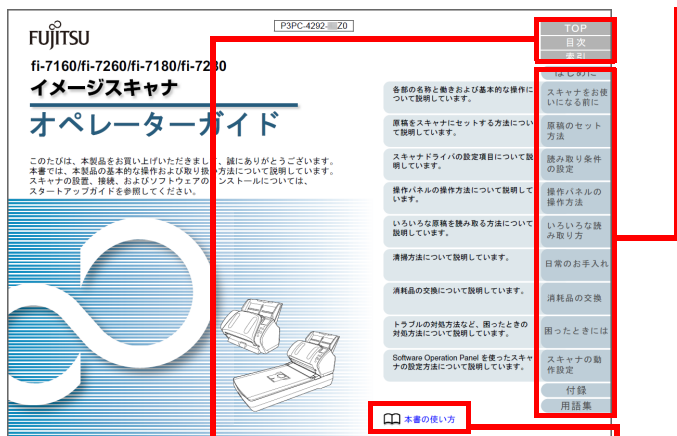 FUJITSU
P3PC-4292- Z0
fi-7160/fi-7260/fi-7180/fi-7280
イメージスキャナ
オペレーターガイド
このたびは、本製品をお買い上げいただきまして、誠にありがとうございます。
本書では、本製品の基本的な操作および取り扱い方法について説明しています。
スキャナの設置、接続、およびソフトウェアのインストールについては、
スタートアップガイドを参照してください。
TOP
目次
索引
はじめに
各部の名称と働きおよび基本的な操作に
ついて説明しています。
スキャナをお使
いになる前に
原稿をスキャナにセットする方法につい
て説明しています。
原稿のセット
方法
スキャナドライバの設定項目について説
明しています。
読み取り条件
の設定
操作パネルの操作方法について説明して
います。
操作パネルの
操作方法
いろいろな原稿を読み取る方法について
説明しています。
いろいろな読
み取り方
清掃方法について説明しています。
日常のお手入れ
消耗品の交換について説明しています。
消耗品の交換
トラブルの対処方法など、困ったときの
対処方法について説明しています。
困ったときには
Software Operation Panel を使ったスキャ
ナの設定方法について説明しています。
スキャナの動
作設定
付録
用語集
本書の使い方